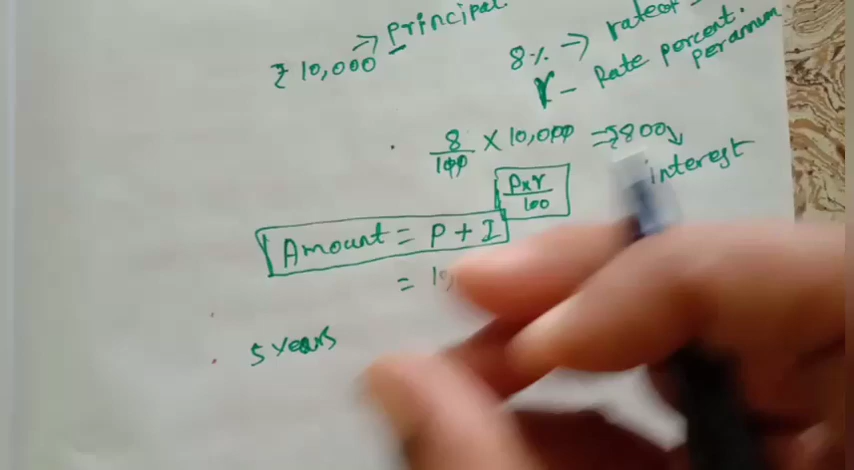 ₹10,000 → Principal
8% → rate of
r - Rate percent.
per annum
8/100 × 10,000 = ₹800
interest
P×r/100
Amount = P + I
= 10,
5 years